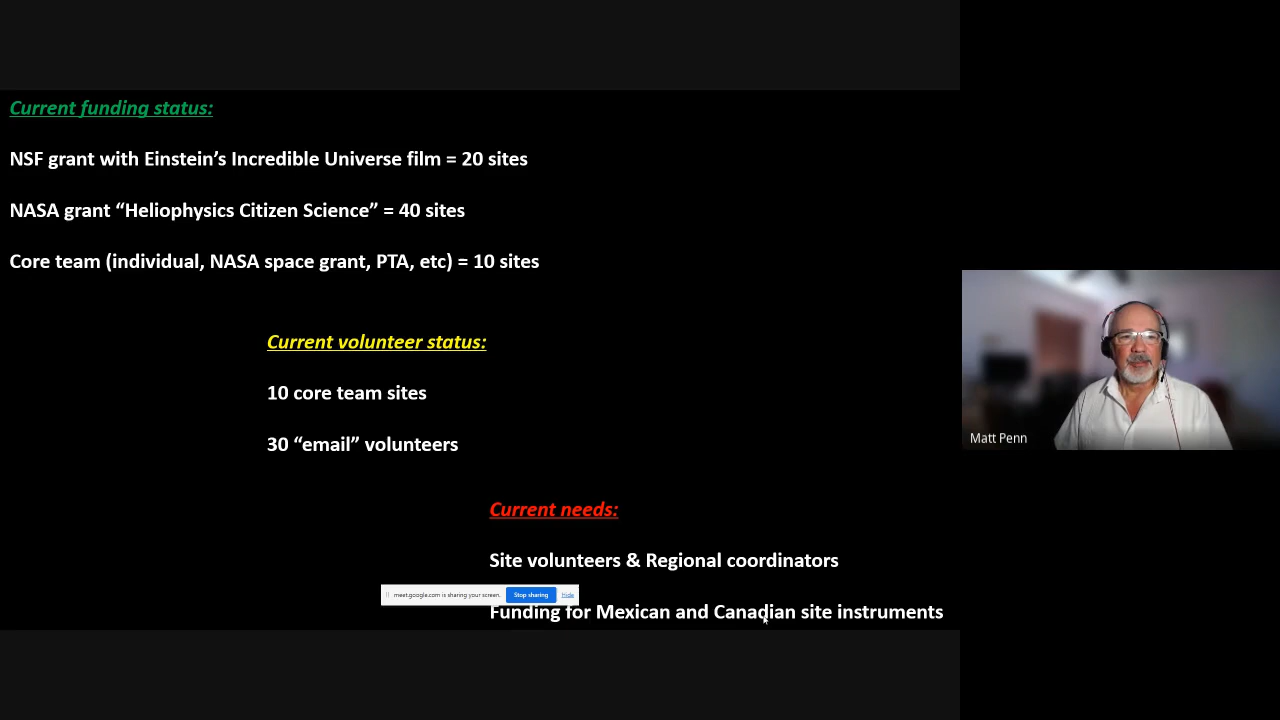 Current funding status:
NSF grant with Einstein’s Incredible Universe film = 20 sites
NASA grant “Heliophysics Citizen Science” = 40 sites
Core team (individual, NASA space grant, PTA, etc) = 10 sites
Current volunteer status:
10 core team sites
30 “email” volunteers
Matt Penn
Current needs:
Site volunteers & Regional coordinators
meet.google.com is sharing your screen. Stop sharing Hide
Funding for Mexican and Canadian site instruments